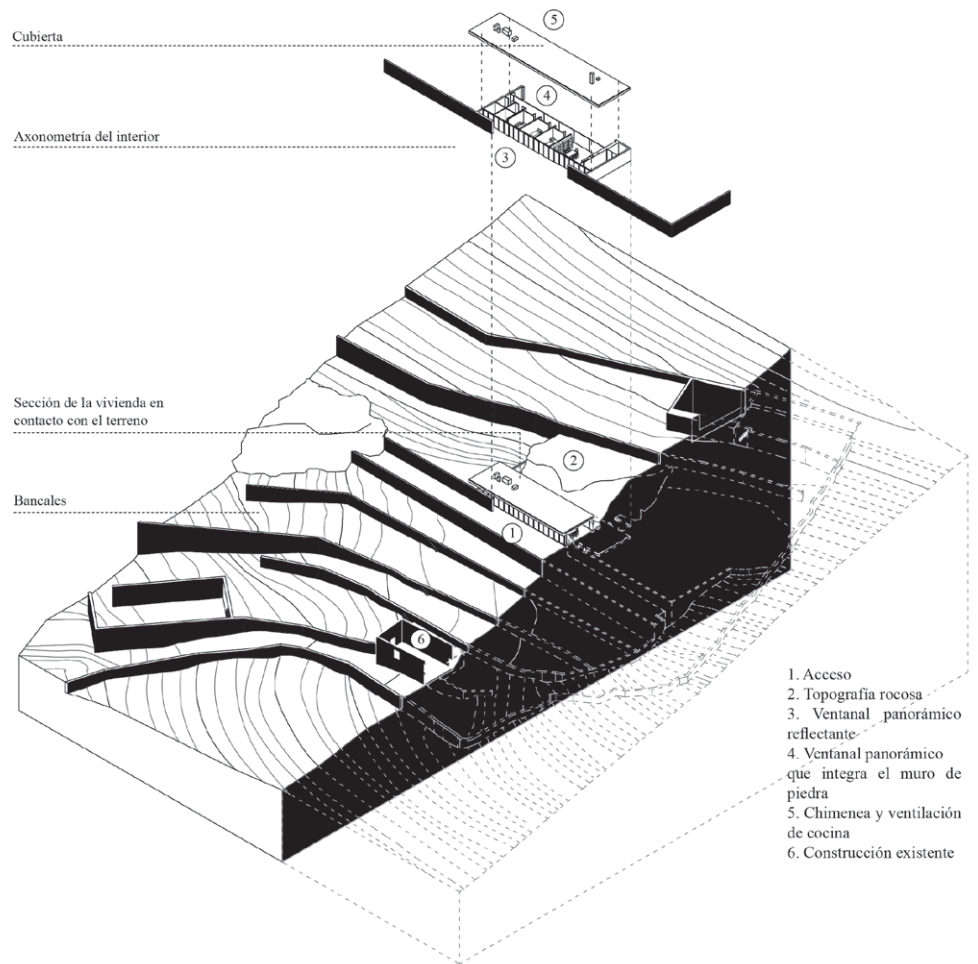 Cubierta
Axonometría del interior
Sección de la vivienda en
contacto con el terreno
Bancales
5
4
3
2
1
6
1. Acceso
2. Topografía rocosa
3. Ventanal panorámico
reflectante
4. Ventanal panorámico
que integra el muro de
piedra
5. Chimenea y ventilación
de cocina
6. Construcción existente